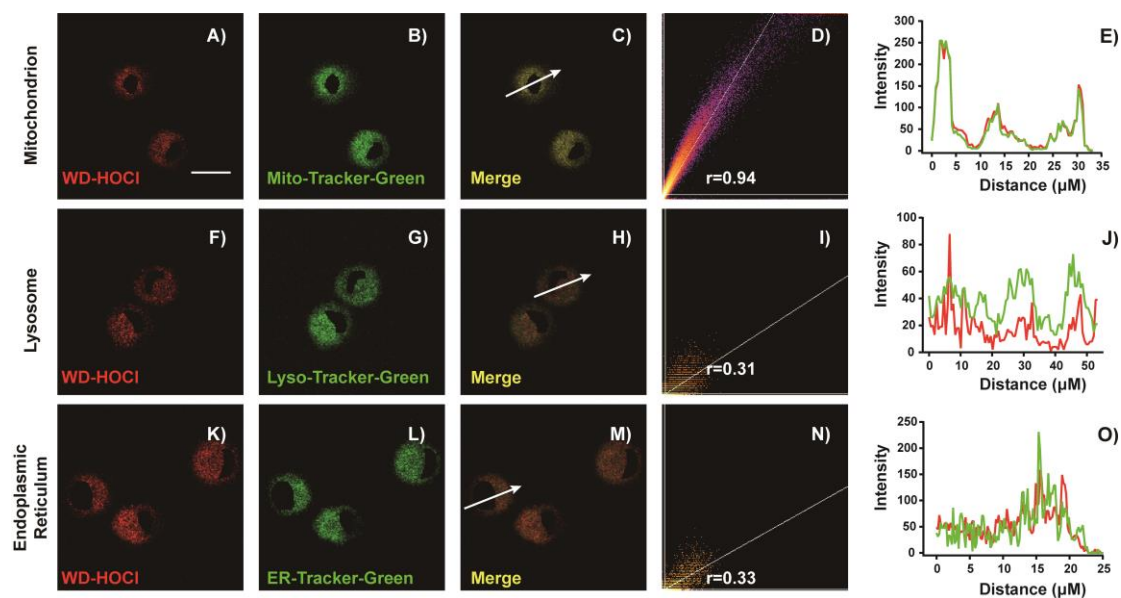 Mitochondrion
A)
WD-HOCl
B)
Mito-Tracker-Green
C)
Merge
D)
r=0.94
E)
Intensity
300
250
200
150
100
50
0
0 5 10 15 20 25 30 35
Distance (μM)
Lysosome
F)
WD-HOCl
G)
Lyso-Tracker-Green
H)
Merge
I)
r=0.31
J)
Intensity
100
80
60
40
20
0
0 10 20 30 40 50
Distance (μM)
Endoplasmic
Reticulum
K)
WD-HOCl
L)
ER-Tracker-Green
M)
Merge
N)
r=0.33
O)
Intensity
250
200
150
100
50
0
0 5 10 15 20 25
Distance (μM)